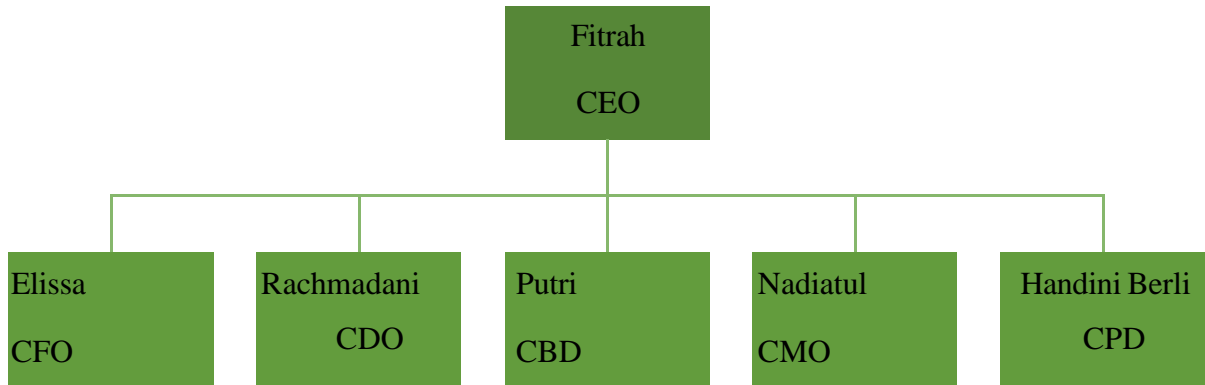 Fitrah
CEO
Elissa
CFO
Rachmadani
CDO
Putri
CBD
Nadiatul
CMO
Handini Berli
CPD